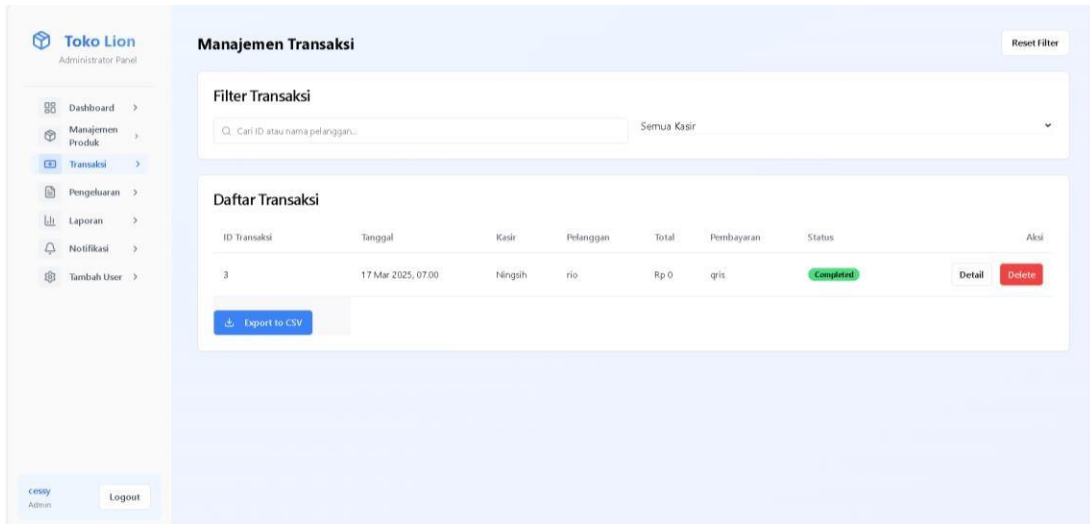 Toko Lion
Administrator Panel
Dashboard
Manajemen
Produk
Transaksi
Pengeluaran
Laporan
Notifikasi
Tambah User
cessy
Admin
Logout
Manajemen Transaksi
Reset Filter
Filter Transaksi
Cari ID atau nama pelanggan...
Semua Kasir
Daftar Transaksi
ID Transaksi Tanggal Kasir Pelanggan Total Pembayaran Status Aksi
3 17 Mar 2025, 07.00 Ningsih rio Rp 0 qris Completed Detail Delete
Export to CSV